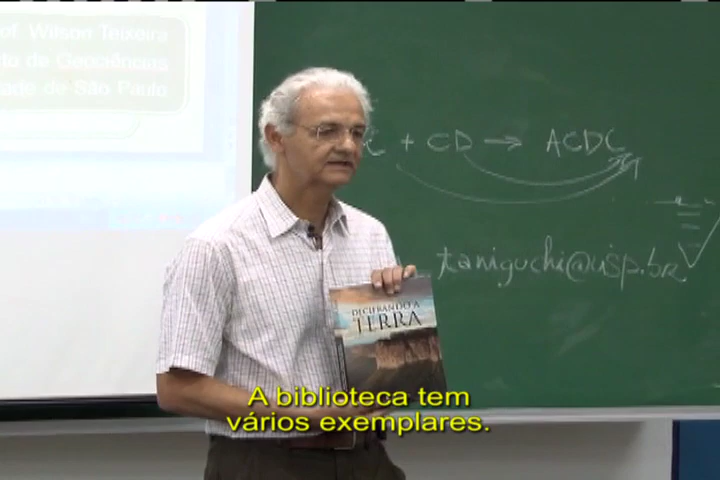 of Wilson Teixeira
to de Geociências
dade de São Paulo
+ CD → ACDC
taniguchi@usp.br
DECIFRANDO A
TERRA
A biblioteca tem
vários exemplares.